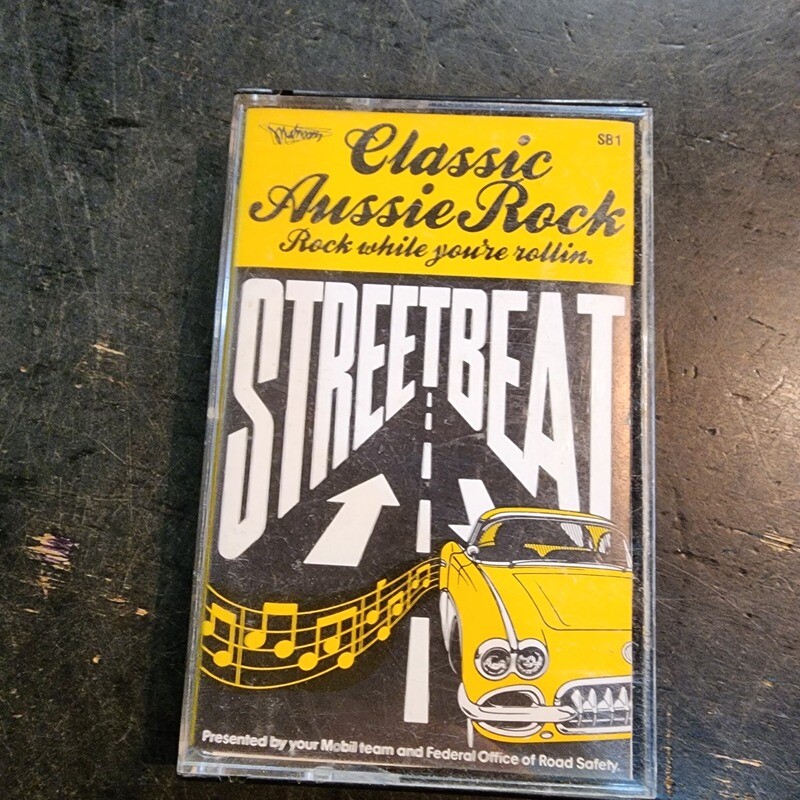 Mushroom
SB1
Classic
Aussie Rock
Rock while you're rollin.
STREETBEAT
Presented by your Mobil team and Federal Office of Road Safety.